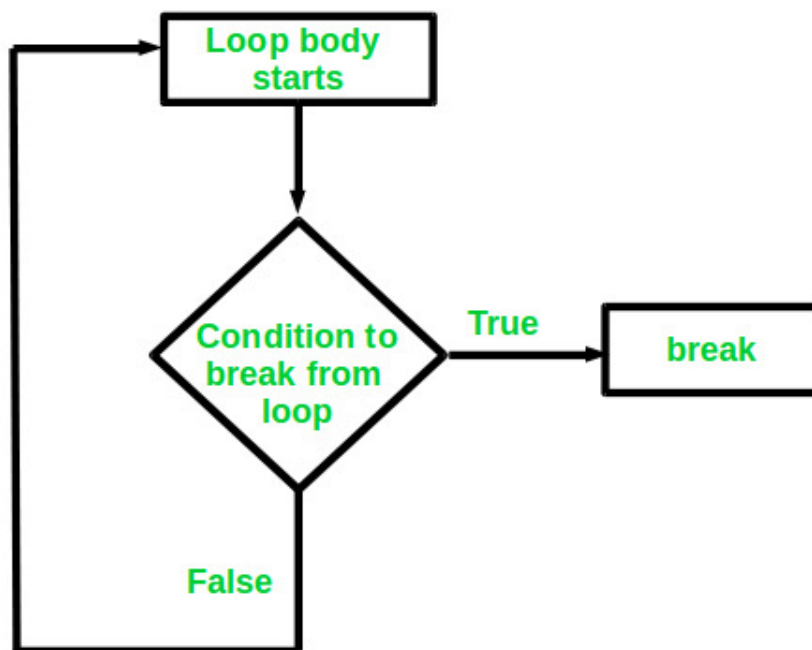 Loop body
starts
Condition to
break from
loop
True
break
False